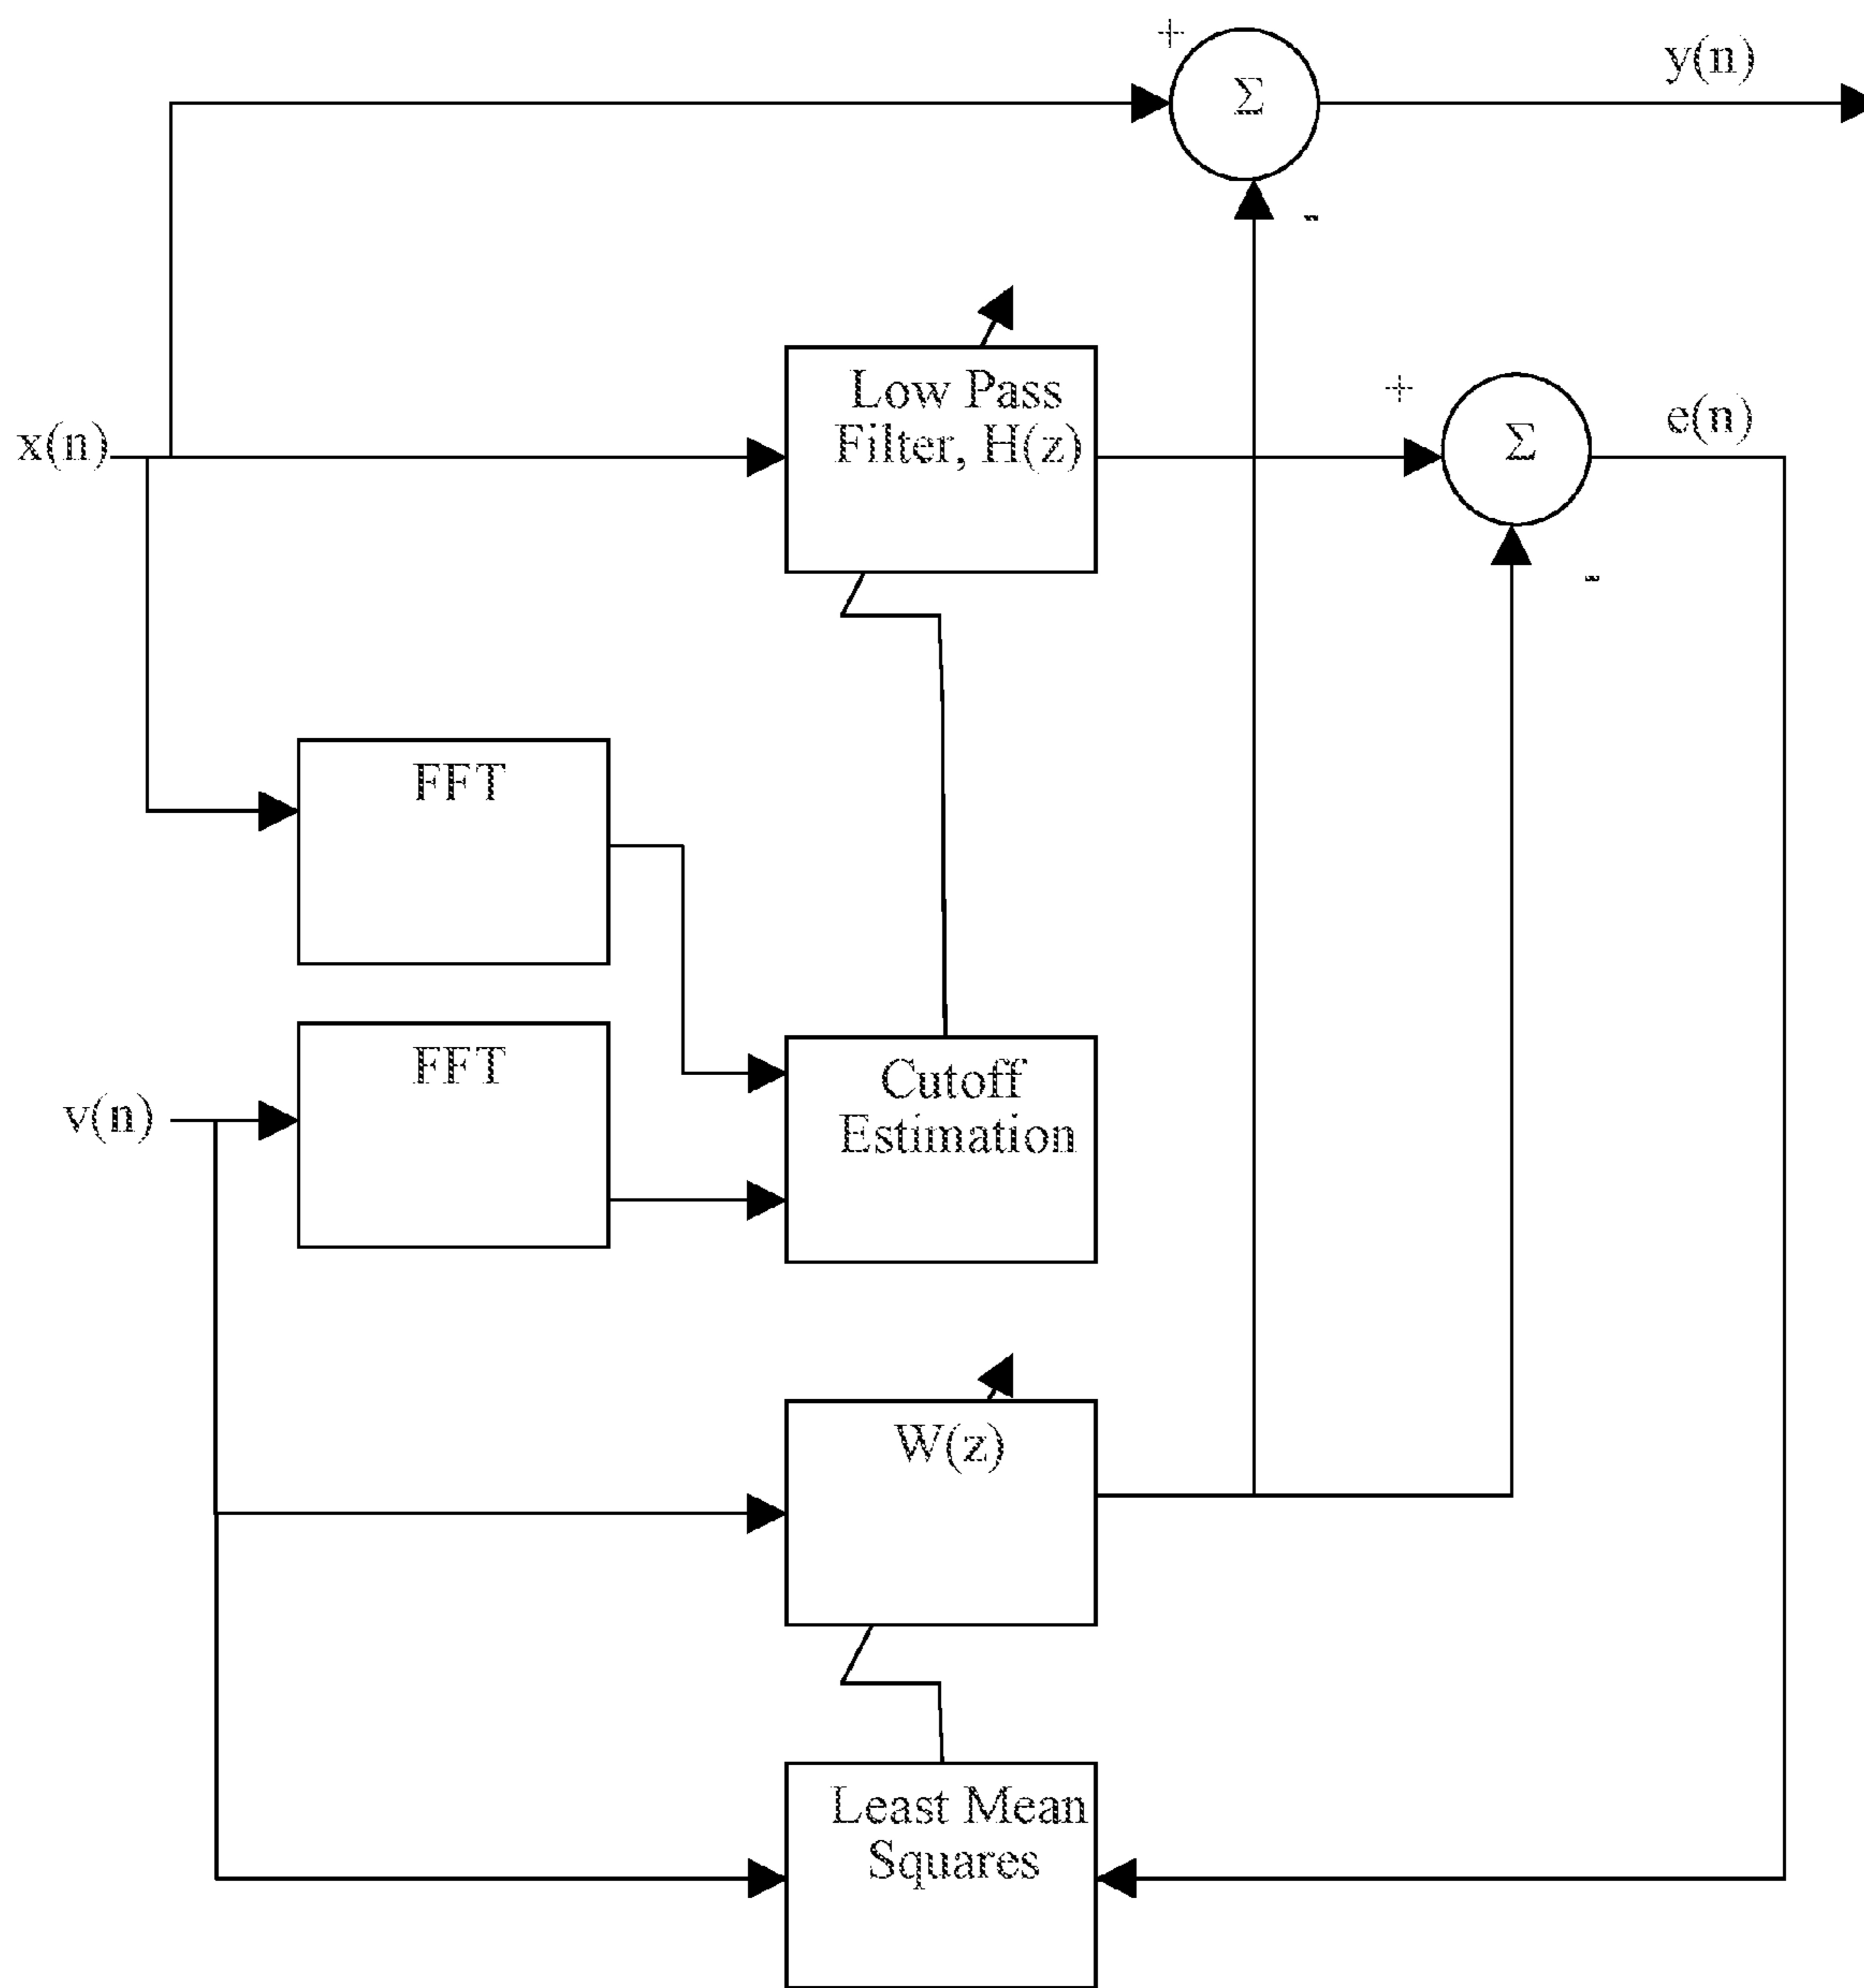 +
Σ
y(n)
-
Low Pass
Filter, H(z)
x(n)
+
Σ
e(n)
-
FFT
FFT
v(n)
Cutoff
Estimation
W(z)
Least Mean
Squares